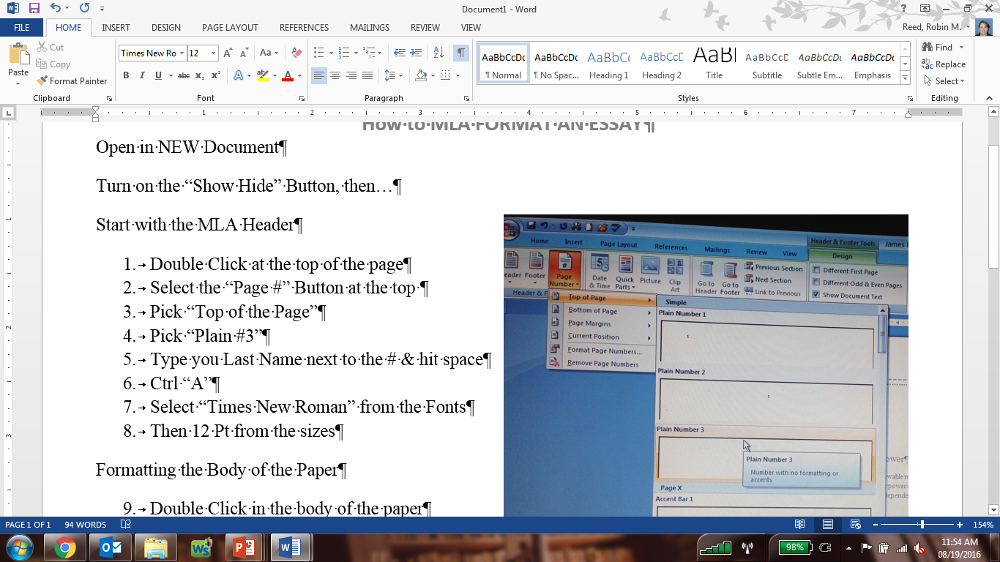 Document1 - Word
Reed, Robin M.
FILE HOME INSERT DESIGN PAGE LAYOUT REFERENCES MAILINGS REVIEW VIEW
Cut
Copy
Format Painter
Paste
Times New Ro 12
Aa
B I U abc x₂ x² A A
AaBbCcDc AaBbCcDc AaBbCc AaBbCcD AaBl AaBbCcD AaBbCcDc AaBbCcDc
¶ Normal ¶ No Spac... Heading 1 Heading 2 Title Subtitle Subtle Em... Emphasis
Find
Replace
Select
Clipboard Font Paragraph Styles Editing
1 2 3 4 5 6 7
How·to·MLA·FORMAT·AN·ESSAY¶
Open·in·NEW·Document¶
Turn·on·the·“Show·Hide”·Button,·then…¶
Start·with·the·MLA·Header¶
1.→Double·Click·at·the·top·of·the·page¶
2.→Select·the·“Page·#”·Button·at·the·top·¶
3.→Pick·“Top·of·the·Page”¶
4.→Pick·“Plain·#3”¶
5.→Type·you·Last·Name·next·to·the·#·&·hit·space¶
6.→Ctrl·“A”¶
7.→Select·“Times·New·Roman”·from·the·Fonts¶
8.→Then·12·Pt·from·the·sizes¶
Formatting·the·Body·of·the·Paper¶
9.→Double·Click·in·the·body·of·the·paper¶
Header & Footer Tools
Home Insert Page Layout References Mailings Review View Design
Footer
Page Number
Date & Time
Quick Parts
Picture
Clip Art
Go to Header
Go to Footer
Previous Section
Next Section
Link to Previous
Different First Page
Different Odd & Even Pages
Show Document Text
Top of Page
Bottom of Page
Page Margins
Current Position
Format Page Numbers...
Remove Page Numbers
Simple
Plain Number 1
Plain Number 2
Plain Number 3
Plain Number 3
Number with no formatting or
accents
Page X
Accent Bar 1
PAGE 1 OF 1 94 WORDS 154%
98%
11:54 AM
08/19/2016